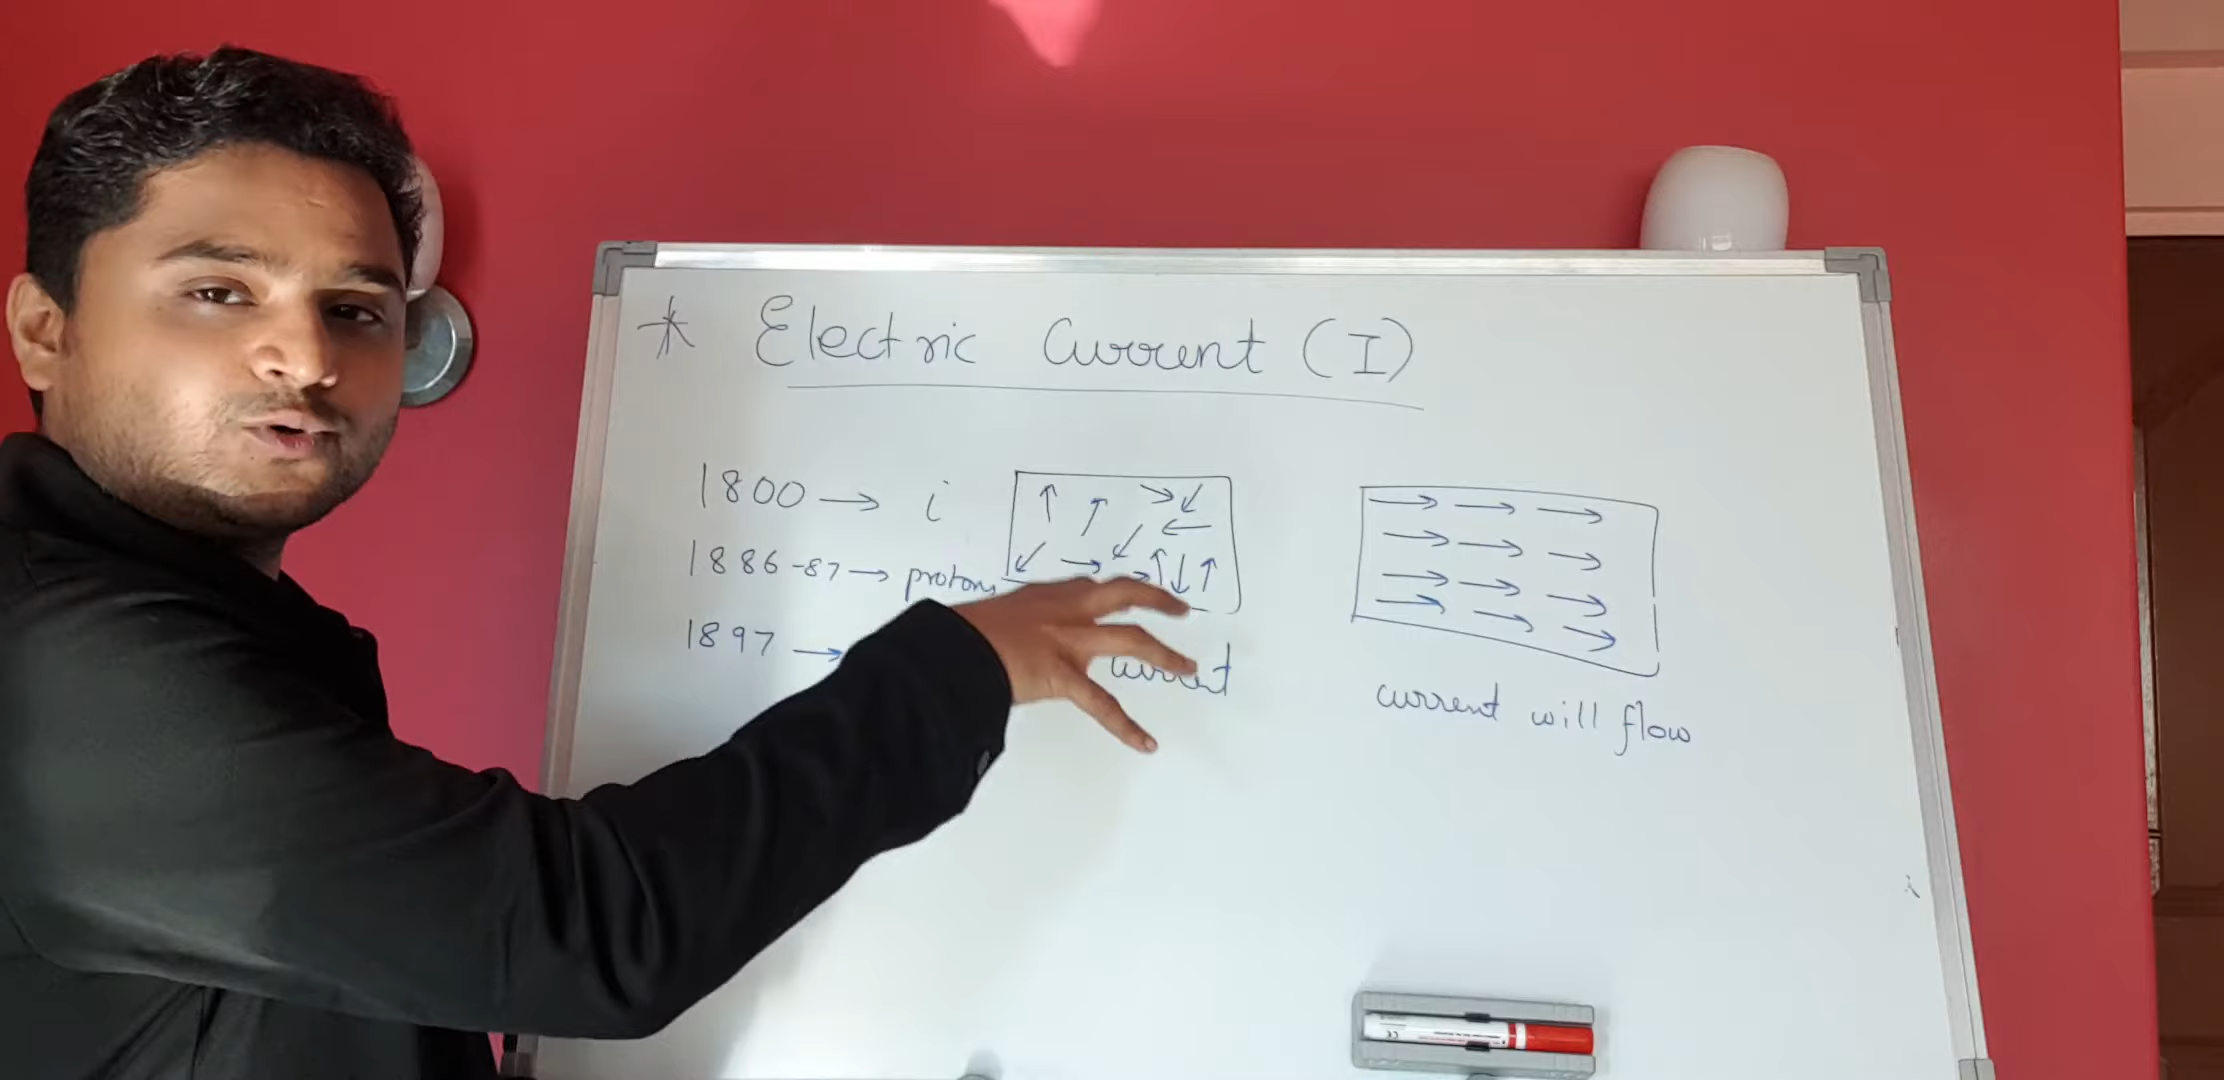 * Electric Current (I)
1800 → i
1886-87 → protons
1897 →
current
current will flow